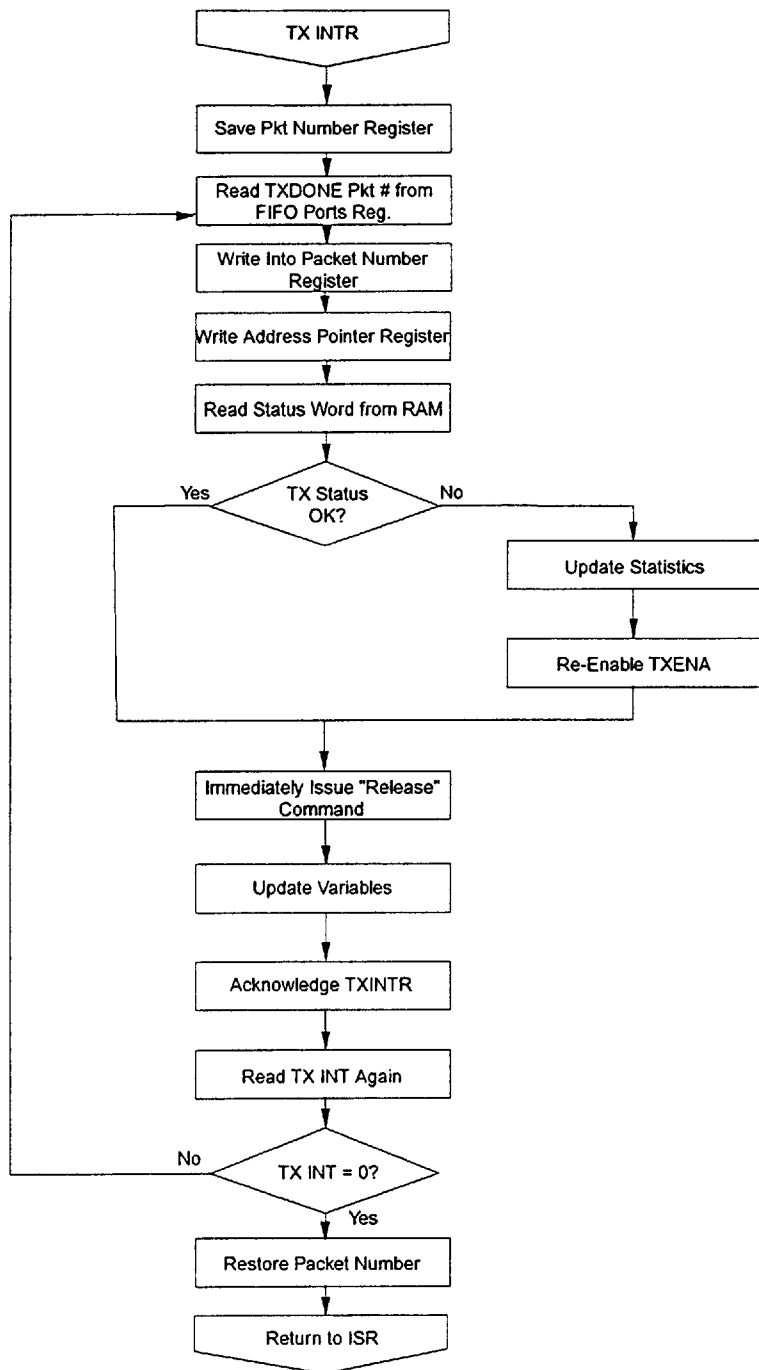 TX INTR
Save Pkt Number Register
Read TXDONE Pkt # from
FIFO Ports Reg.
Write Into Packet Number
Register
Write Address Pointer Register
Read Status Word from RAM
Yes
TX Status
OK?
No
Update Statistics
Re-Enable TXENA
Immediately Issue "Release"
Command
Update Variables
Acknowledge TXINTR
Read TX INT Again
No
TX INT = 0?
Yes
Restore Packet Number
Return to ISR